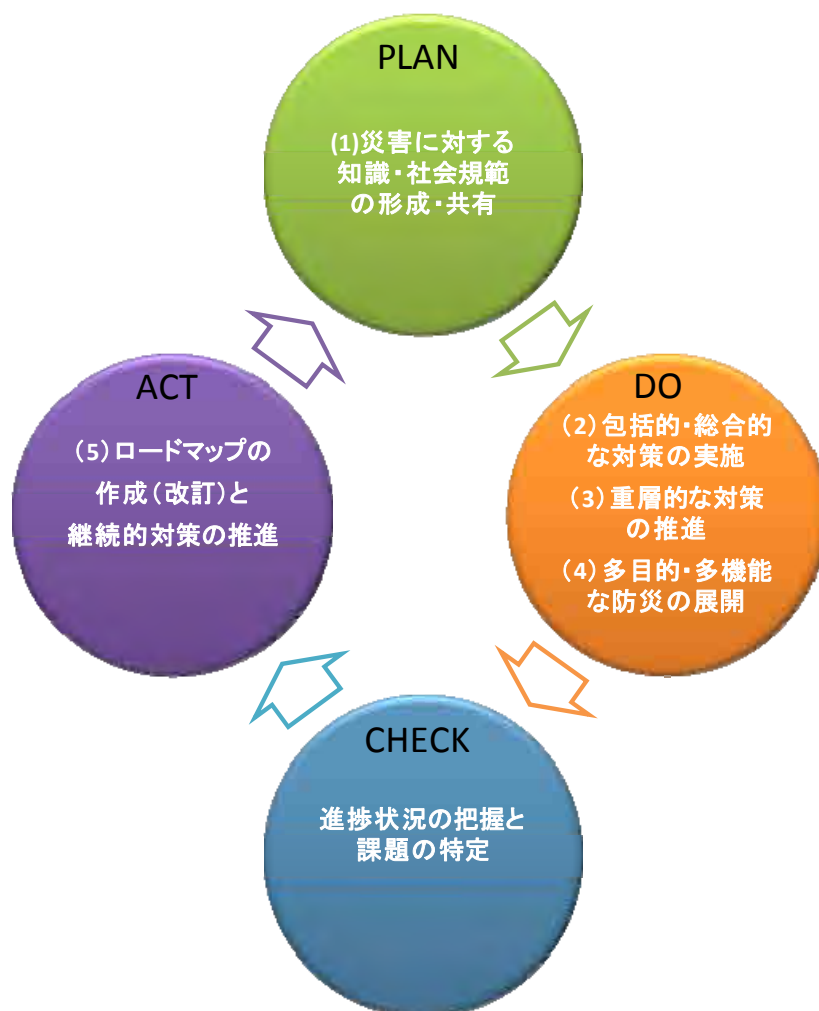 PLAN
(1)災害に対する
知識・社会規範
の形成・共有
ACT
(5)ロードマップの
作成(改訂)と
継続的対策の推進
DO
(2)包括的・総合的
な対策の実施
(3)重層的な対策
の推進
(4)多目的・多機能
な防災の展開
CHECK
進捗状況の把握と
課題の特定